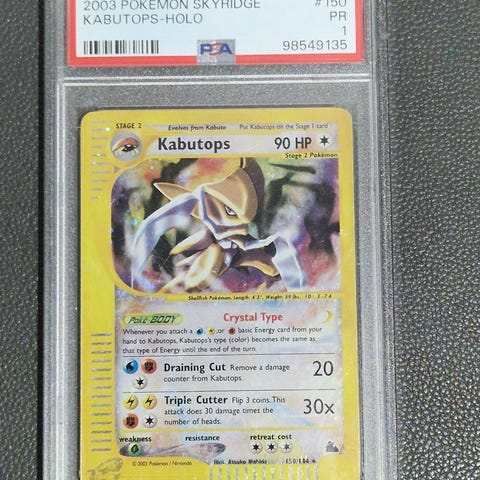 2003 POKEMON SKYRIDGE #150
KABUTOPS-HOLO PR
1
PSA 98549135
STAGE 2 Evolves from Kabuto Put Kabutops on the Stage 1 card
Kabutops 90 HP
Stage 2 Pokémon
Shellfish Pokémon. Length: 4' 3", Weight: 89 lbs.
Poké-BODY Crystal Type
Whenever you attach a , , or basic Energy card from your
hand to Kabutops, Kabutops's type (color) becomes the same as
that type of Energy until the end of the turn.
Draining Cut Remove a damage
counter from Kabutops. 20
Triple Cutter Flip 3 coins. This
attack does 30 damage times the
number of heads. 30x
weakness resistance retreat cost
© 2003 Pokémon / Nintendo
Illus. Atsuko Nishida 150/144